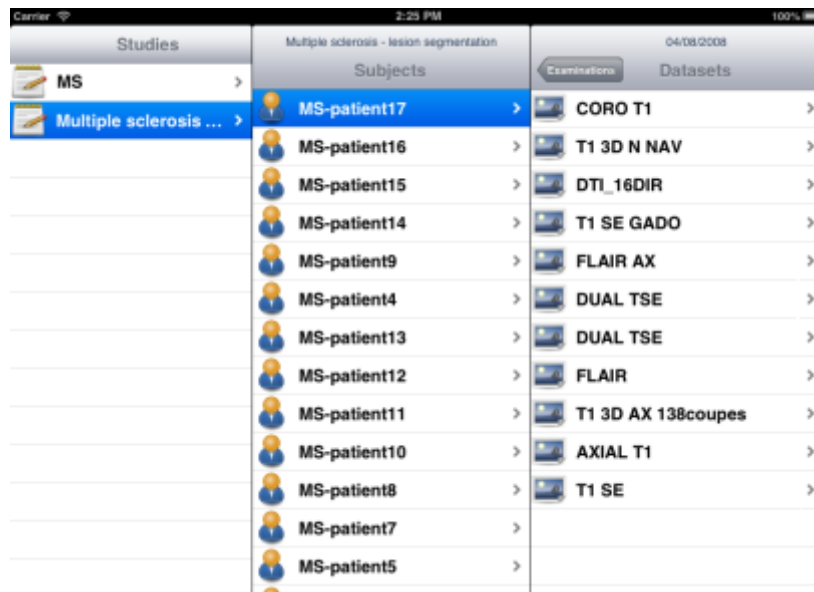 Carrier 2:25 PM 100%
Studies
MS
Multiple sclerosis ...
Multiple sclerosis - lesion segmentation
Subjects
MS-patient17
MS-patient16
MS-patient15
MS-patient14
MS-patient9
MS-patient4
MS-patient13
MS-patient12
MS-patient11
MS-patient10
MS-patient8
MS-patient7
MS-patient5
04/08/2008
Examinations
Datasets
CORO T1
T1 3D N NAV
DTI_16DIR
T1 SE GADO
FLAIR AX
DUAL TSE
DUAL TSE
FLAIR
T1 3D AX 138coupes
AXIAL T1
T1 SE